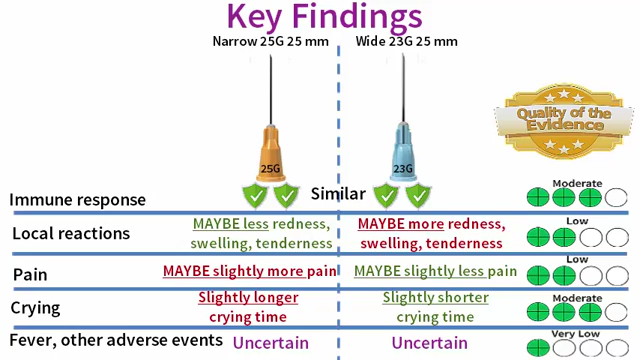 Key Findings
Narrow 25G 25 mm
Wide 23G 25 mm
Quality of the
Evidence
25G
23G
Immune response
Similar
Moderate
Local reactions
MAYBE less redness,
swelling, tenderness
MAYBE more redness,
swelling, tenderness
Low
Pain
MAYBE slightly more pain
MAYBE slightly less pain
Low
Crying
Slightly longer
crying time
Slightly shorter
crying time
Moderate
Fever, other adverse events
Uncertain
Uncertain
Very Low